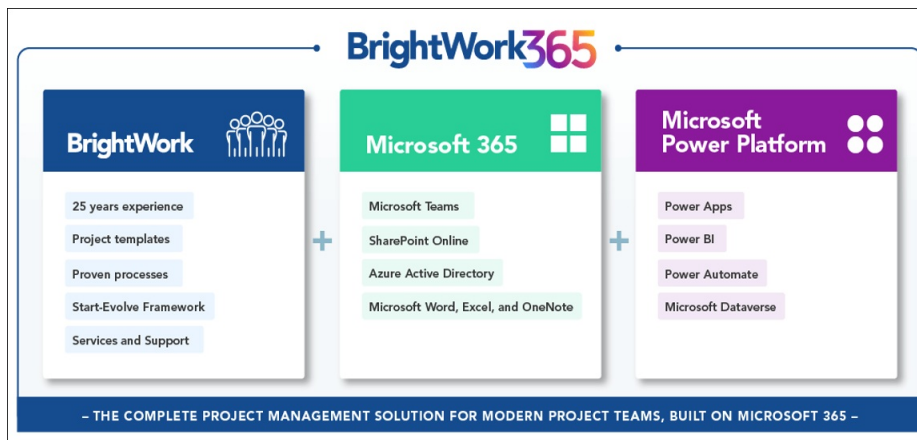 BrightWork365
BrightWork
25 years experience
Project templates
Proven processes
Start-Evolve Framework
Services and Support
+
Microsoft 365
Microsoft Teams
SharePoint Online
Azure Active Directory
Microsoft Word, Excel, and OneNote
+
Microsoft
Power Platform
Power Apps
Power BI
Power Automate
Microsoft Dataverse
– THE COMPLETE PROJECT MANAGEMENT SOLUTION FOR MODERN PROJECT TEAMS, BUILT ON MICROSOFT 365 –